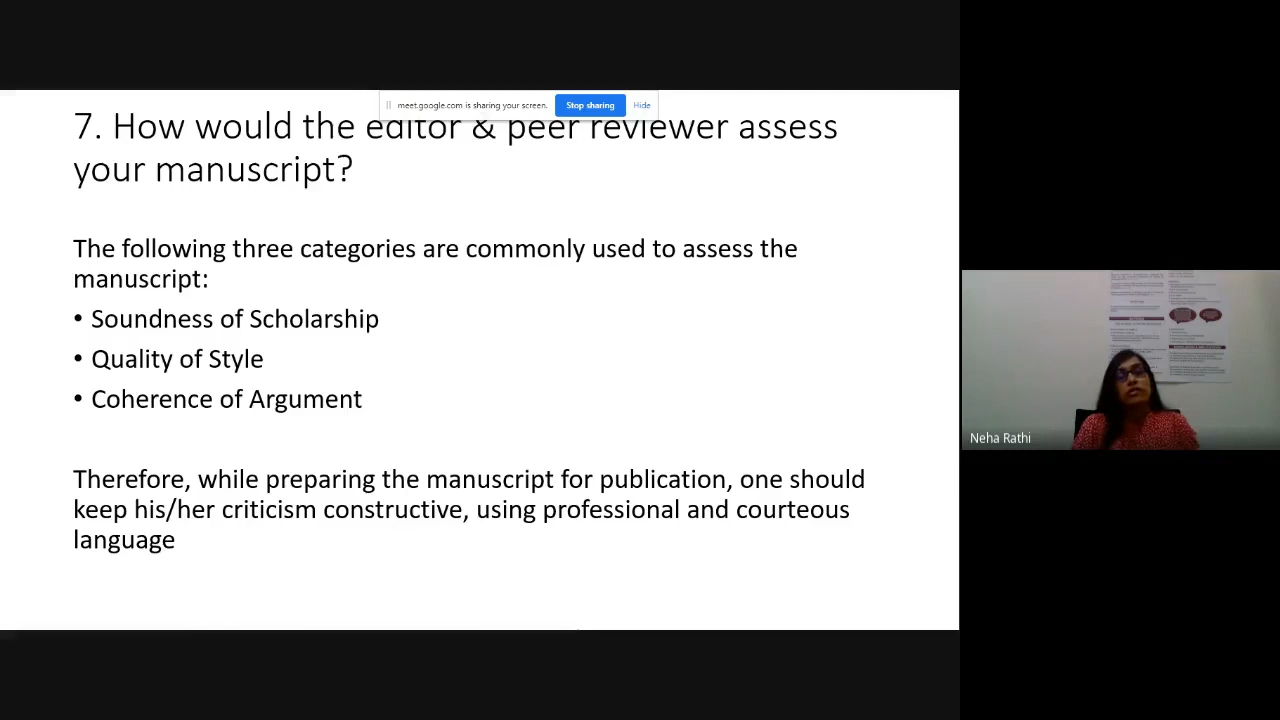 meet.google.com is sharing your screen. Stop sharing Hide
7. How would the editor & peer reviewer assess
your manuscript?
The following three categories are commonly used to assess the
manuscript:
• Soundness of Scholarship
• Quality of Style
• Coherence of Argument
Therefore, while preparing the manuscript for publication, one should
keep his/her criticism constructive, using professional and courteous
language
Neha Rathi